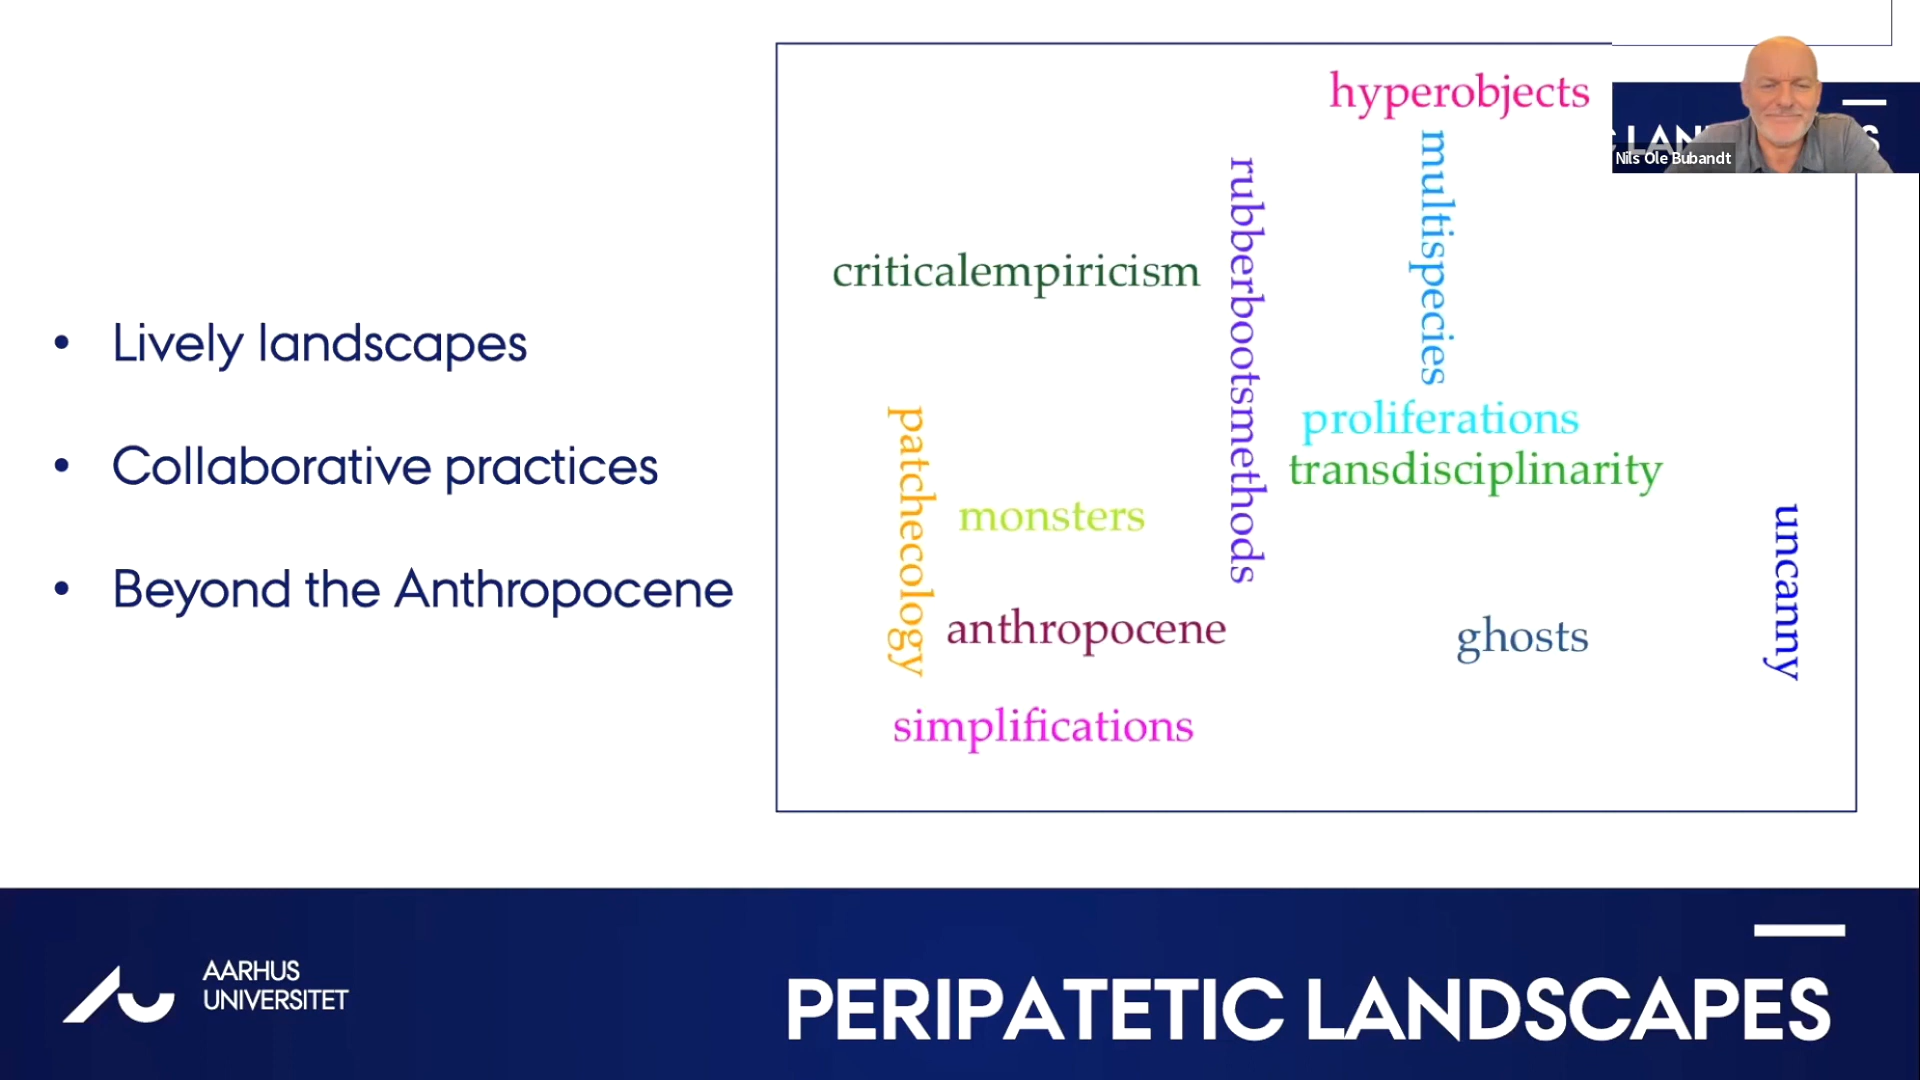 Lively landscapes
Collaborative practices
Beyond the Anthropocene
hyperobjects
multispecies
rubberbootsmethods
criticalempiricism
proliferations
transdisciplinarity
patchecology
monsters
uncanny
anthropocene
ghosts
simplifications
Nils Ole Bubandt
AARHUS
UNIVERSITET
PERIPATETIC LANDSCAPES